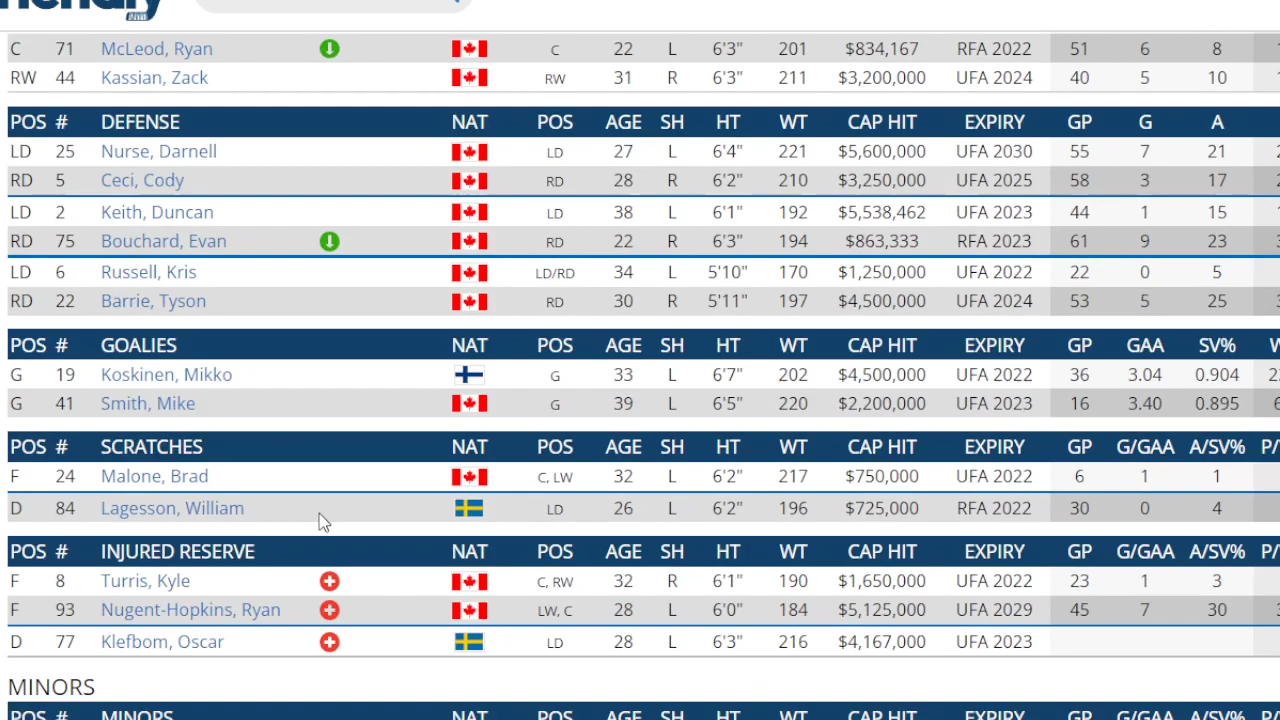 C 71 McLeod, Ryan C 22 L 6'3" 201 $834,167 RFA 2022 51 6 8
RW 44 Kassian, Zack RW 31 R 6'3" 211 $3,200,000 UFA 2024 40 5 10
POS # DEFENSE NAT POS AGE SH HT WT CAP HIT EXPIRY GP G A
LD 25 Nurse, Darnell LD 27 L 6'4" 221 $5,600,000 UFA 2030 55 7 21
RD 5 Ceci, Cody RD 28 R 6'2" 210 $3,250,000 UFA 2025 58 3 17
LD 2 Keith, Duncan LD 38 L 6'1" 192 $5,538,462 UFA 2023 44 1 15
RD 75 Bouchard, Evan RD 22 R 6'3" 194 $863,333 RFA 2023 61 9 23
LD 6 Russell, Kris LD/RD 34 L 5'10" 170 $1,250,000 UFA 2022 22 0 5
RD 22 Barrie, Tyson RD 30 R 5'11" 197 $4,500,000 UFA 2024 53 5 25
POS # GOALIES NAT POS AGE SH HT WT CAP HIT EXPIRY GP GAA SV%
G 19 Koskinen, Mikko G 33 L 6'7" 202 $4,500,000 UFA 2022 36 3.04 0.904
G 41 Smith, Mike G 39 L 6'5" 220 $2,200,000 UFA 2023 16 3.40 0.895
POS # SCRATCHES NAT POS AGE SH HT WT CAP HIT EXPIRY GP G/GAA A/SV% P/
F 24 Malone, Brad C, LW 32 L 6'2" 217 $750,000 UFA 2022 6 1 1
D 84 Lagesson, William LD 26 L 6'2" 196 $725,000 RFA 2022 30 0 4
POS # INJURED RESERVE NAT POS AGE SH HT WT CAP HIT EXPIRY GP G/GAA A/SV% P/
F 8 Turris, Kyle C, RW 32 R 6'1" 190 $1,650,000 UFA 2022 23 1 3
F 93 Nugent-Hopkins, Ryan LW, C 28 L 6'0" 184 $5,125,000 UFA 2029 45 7 30
D 77 Klefbom, Oscar LD 28 L 6'3" 216 $4,167,000 UFA 2023
MINORS
POS # MINORS NAT POS AGE SH HT WT CAP HIT EXPIRY GP G A